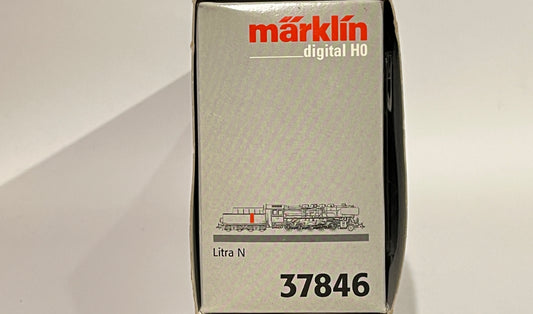 märklin
digital H0
Litra N
37846